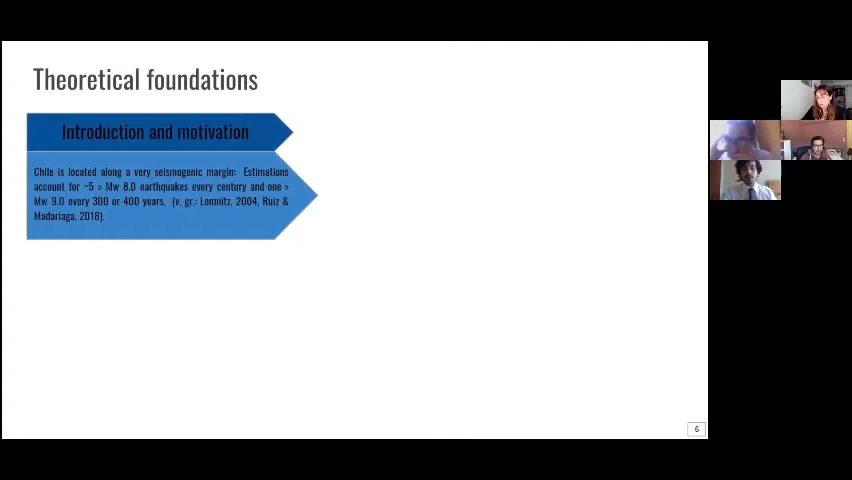 Theoretical foundations
Introduction and motivation
Chile is located along a very seismogenic margin: Estimations
account for ~5 > Mw 8.0 earthquakes every century and one >
Mw 9.0 every 300 or 400 years. (v. gr.: Lomnitz, 2004, Ruiz &
Madariaga, 2018).
6